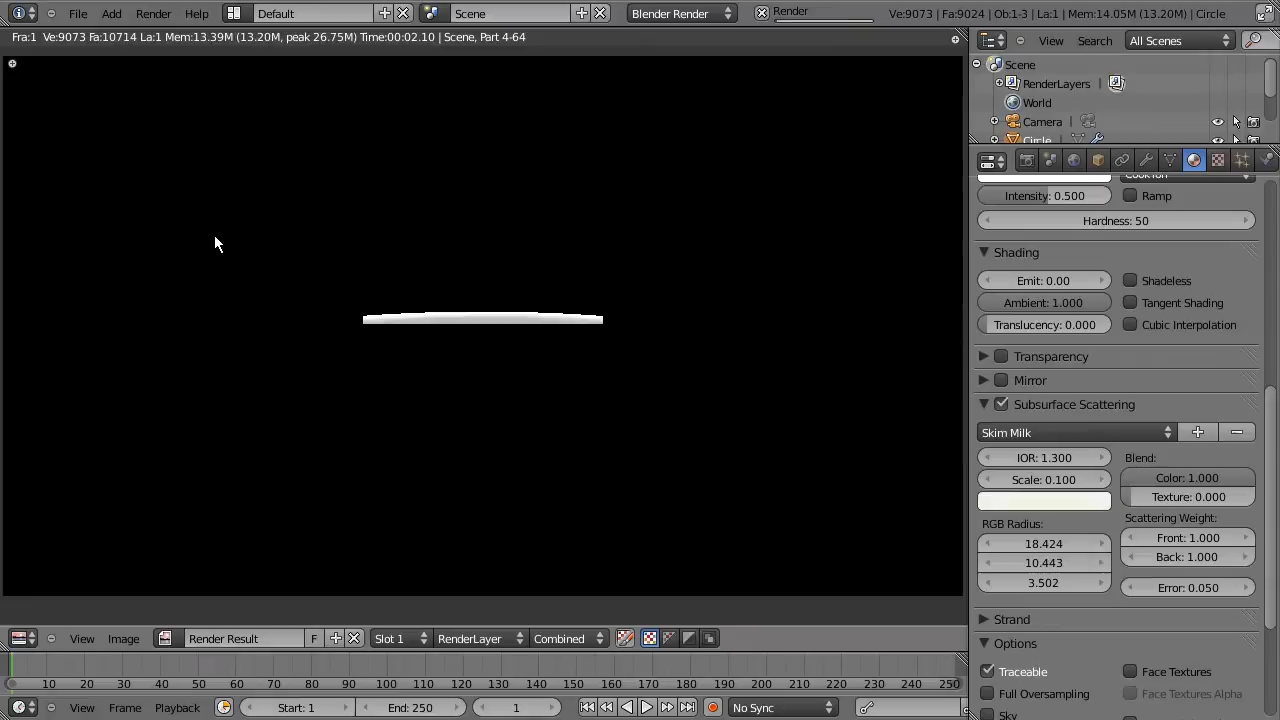 File Add Render Help Default Scene Blender Render Render Ve:9073 | Fa:9024 | Ob:1-3 | La:1 | Mem:14.05M (13.20M) | Circle
Fra:1 Ve:9073 Fa:10714 La:1 Mem:13.39M (13.20M, peak 26.75M) Time:00:02.10 | Scene, Part 4-64
View Search All Scenes
Scene
RenderLayers |
World
Camera |
Circle
CookTorr
Intensity: 0.500 Ramp
Hardness: 50
Shading
Emit: 0.00 Shadeless
Ambient: 1.000 Tangent Shading
Translucency: 0.000 Cubic Interpolation
Transparency
Mirror
Subsurface Scattering
Skim Milk
IOR: 1.300 Blend:
Scale: 0.100 Color: 1.000
Texture: 0.000
RGB Radius: Scattering Weight:
18.424 Front: 1.000
10.443 Back: 1.000
3.502 Error: 0.050
Strand
Options
Traceable Face Textures
Full Oversampling Face Textures Alpha
Sky
View Image Render Result F Slot 1 RenderLayer Combined
10 20 30 40 50 60 70 80 90 100 110 120 130 140 150 160 170 180 190 200 210 220 230 240 250
View Frame Playback Start: 1 End: 250 1 No Sync